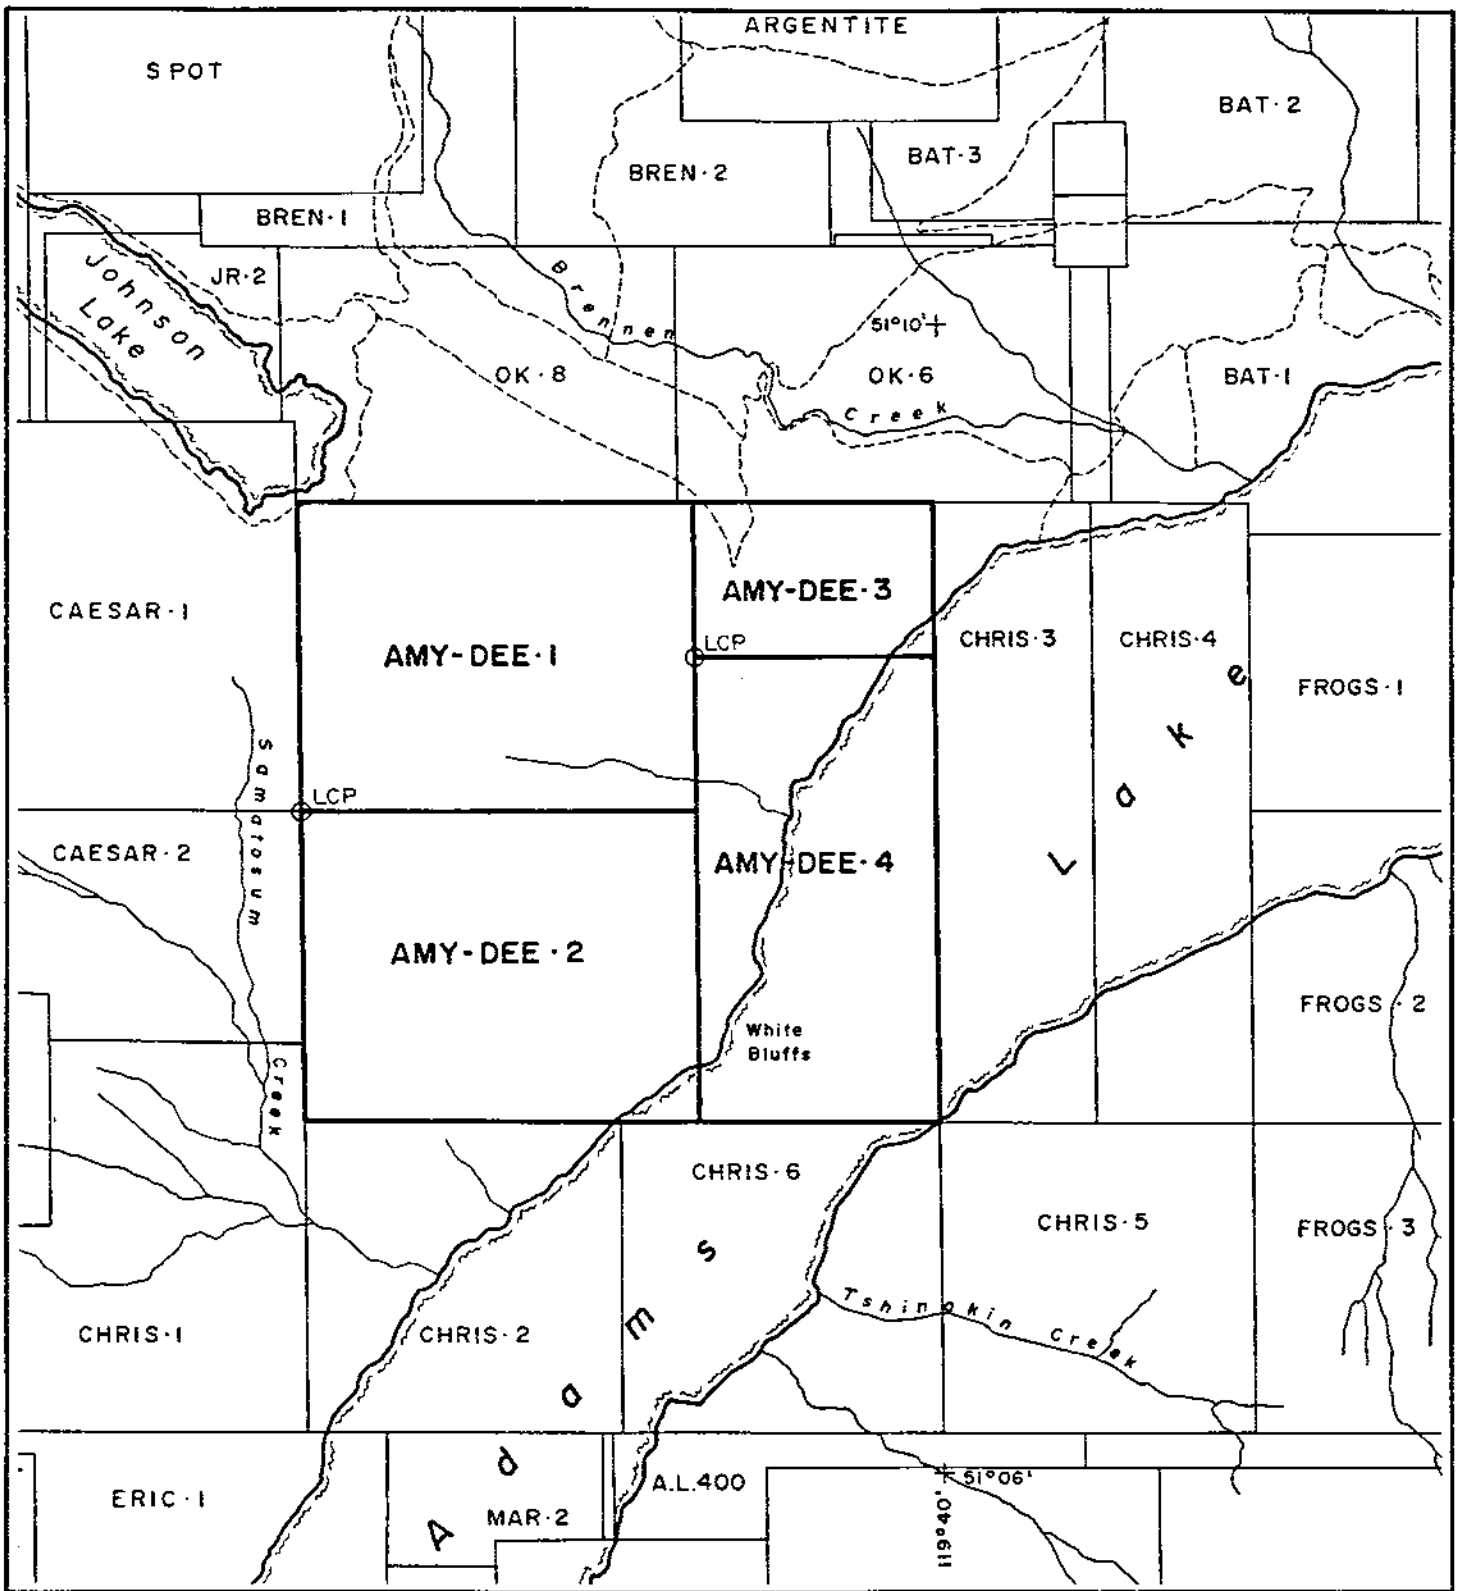 ARGENTITE
SPOT
BAT·2
BREN·2
BAT·3
BREN·1
JR·2
Johnson
Lake
Brennen
51°10'
OK·8
OK·6
BAT·1
Creek
AMY-DEE·3
CAESAR·1
LCP
CHRIS·3
CHRIS·4
AMY-DEE·1
FROGS·1
Samatosum
LCP
CAESAR·2
AMY-DEE·4
AMY-DEE·2
FROGS·2
White
Bluffs
Creek
CHRIS·6
CHRIS·5
FROGS·3
Tshinakin Creek
CHRIS·1
CHRIS·2
Adams Lake
A.L.400
51°06'
119°40'
ERIC·1
MAR·2